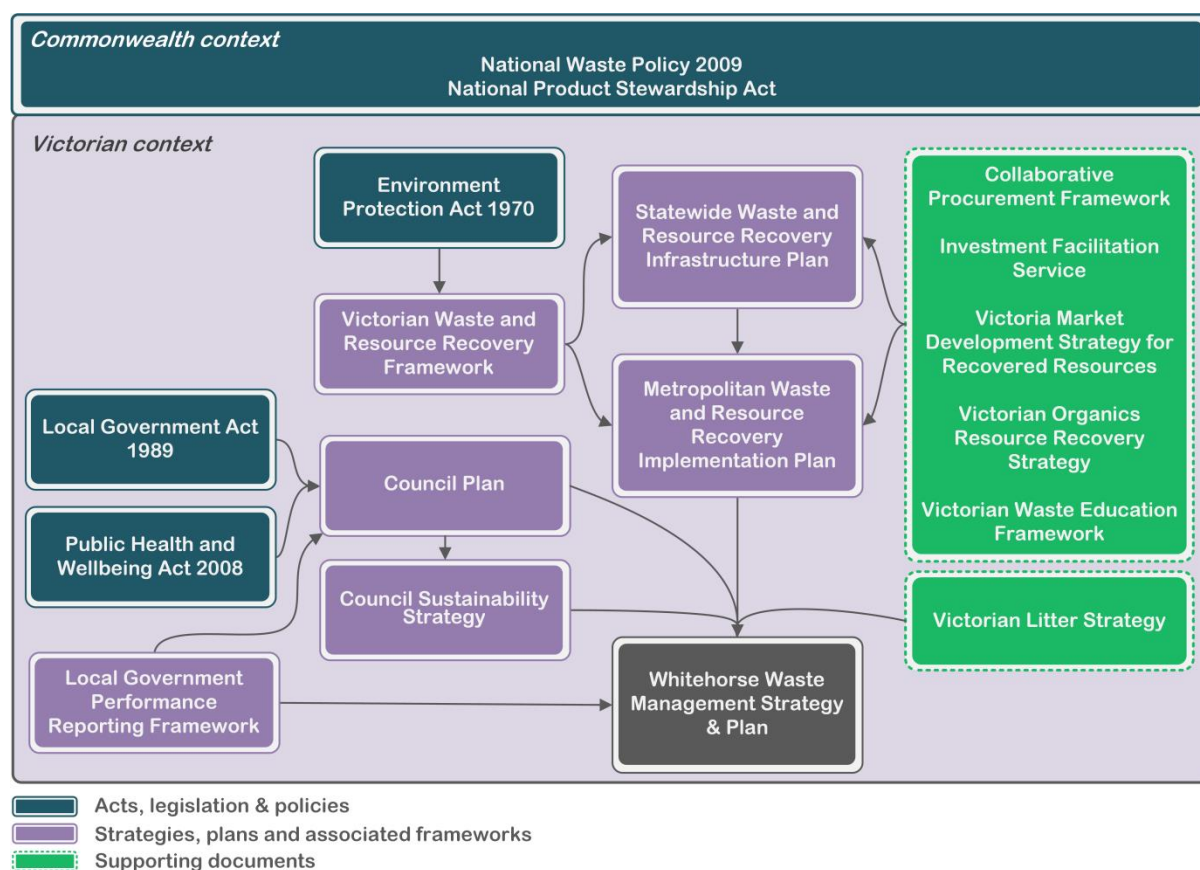 Commonwealth context
National Waste Policy 2009
National Product Stewardship Act
Victorian context
Environment
Protection Act 1970
Statewide Waste and
Resource Recovery
Infrastructure Plan
Collaborative
Procurement Framework
Investment Facilitation
Service
Victoria Market
Development Strategy for
Recovered Resources
Victorian Organics
Resource Recovery
Strategy
Victorian Waste Education
Framework
Victorian Waste and
Resource Recovery
Framework
Metropolitan Waste
and Resource
Recovery
Implementation Plan
Local Government Act
1989
Council Plan
Public Health and
Wellbeing Act 2008
Council Sustainability
Strategy
Victorian Litter Strategy
Local Government
Performance
Reporting Framework
Whitehorse Waste
Management Strategy
& Plan
Acts, legislation & policies
Strategies, plans and associated frameworks
Supporting documents